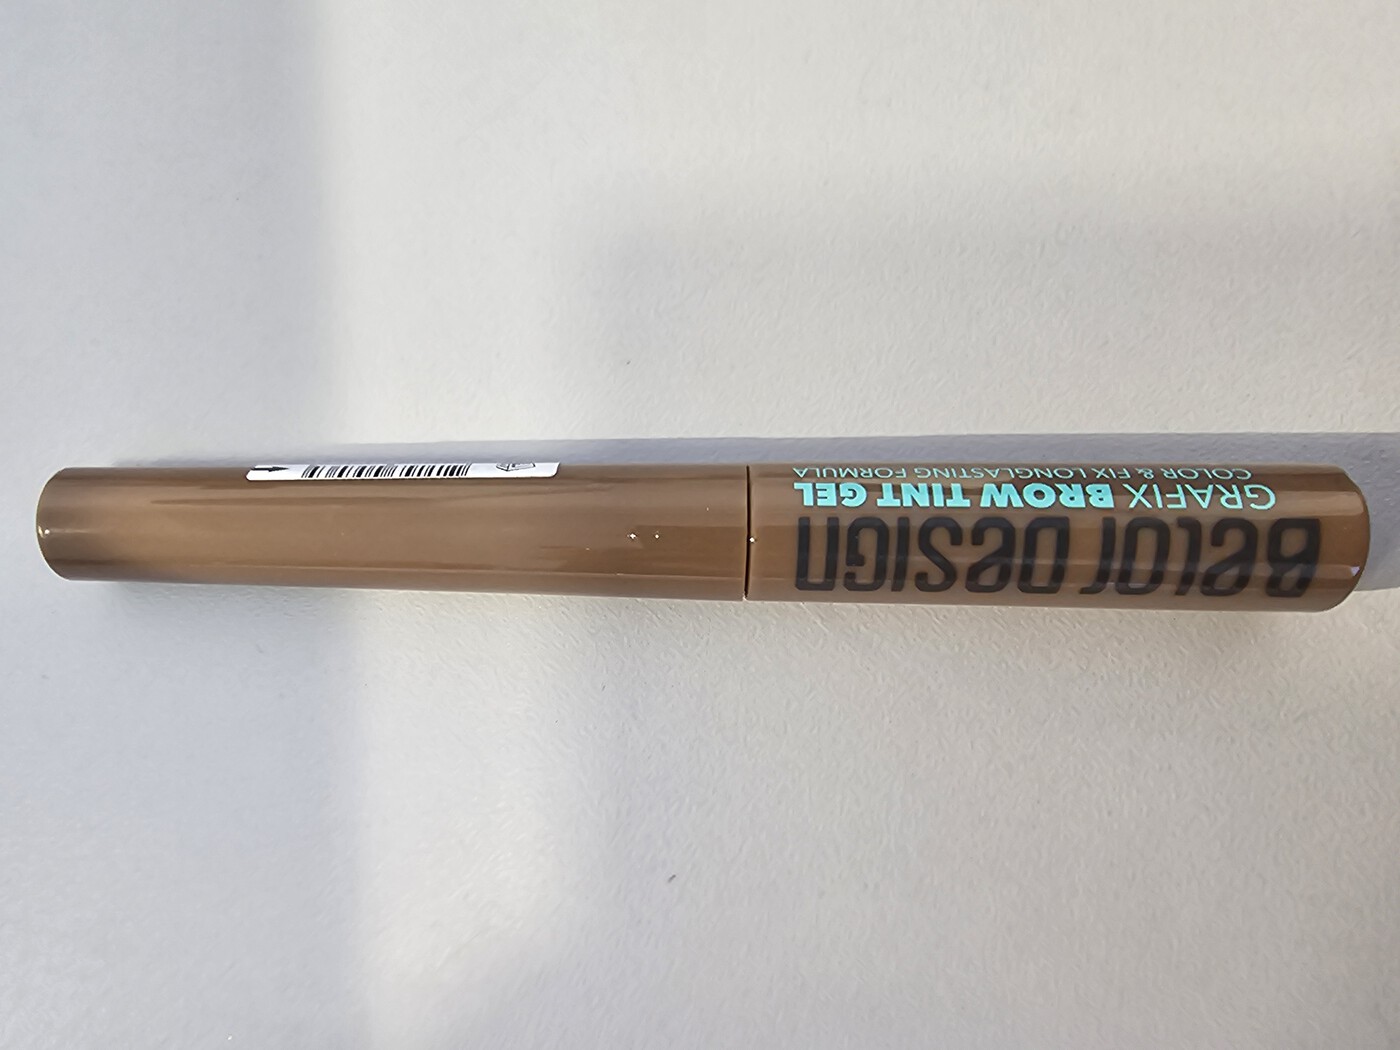 Belor Design
GRAFIX BROW TINT GEL
COLOR & FIX LONGLASTING FORMULA